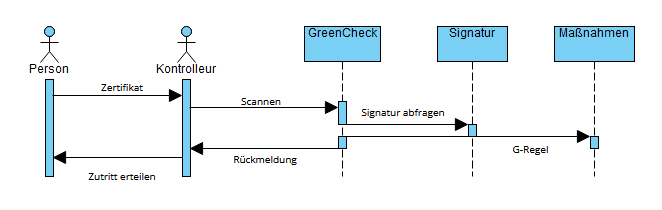 GreenCheck
Signatur
Maßnahmen
Person
Kontrolleur
Zertifikat
Scannen
Signatur abfragen
G-Regel
Rückmeldung
Zutritt erteilen